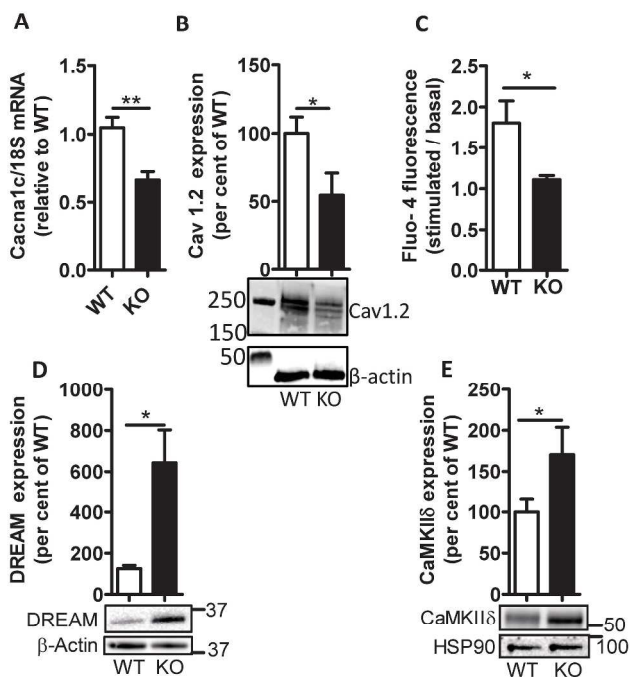 A
Cacna1c/18S mRNA
(relative to WT)
1.5
1.0
0.5
0.0
**
WT
KO
B
Cav 1.2 expression
(per cent of WT)
150
100
50
0
*
250
150
Cav1.2
50
β-actin
WT KO
C
Fluo- 4 fluorescence
(stimulated / basal)
2.5
2.0
1.5
1.0
0.5
0.0
*
WT
KO
D
DREAM expression
(per cent of WT)
1000
800
600
400
200
0
*
DREAM
37
β-Actin
37
WT
KO
E
CaMKIIδ expression
(per cent of WT)
250
200
150
100
50
0
*
CaMKIIδ
50
HSP90
100
WT
KO